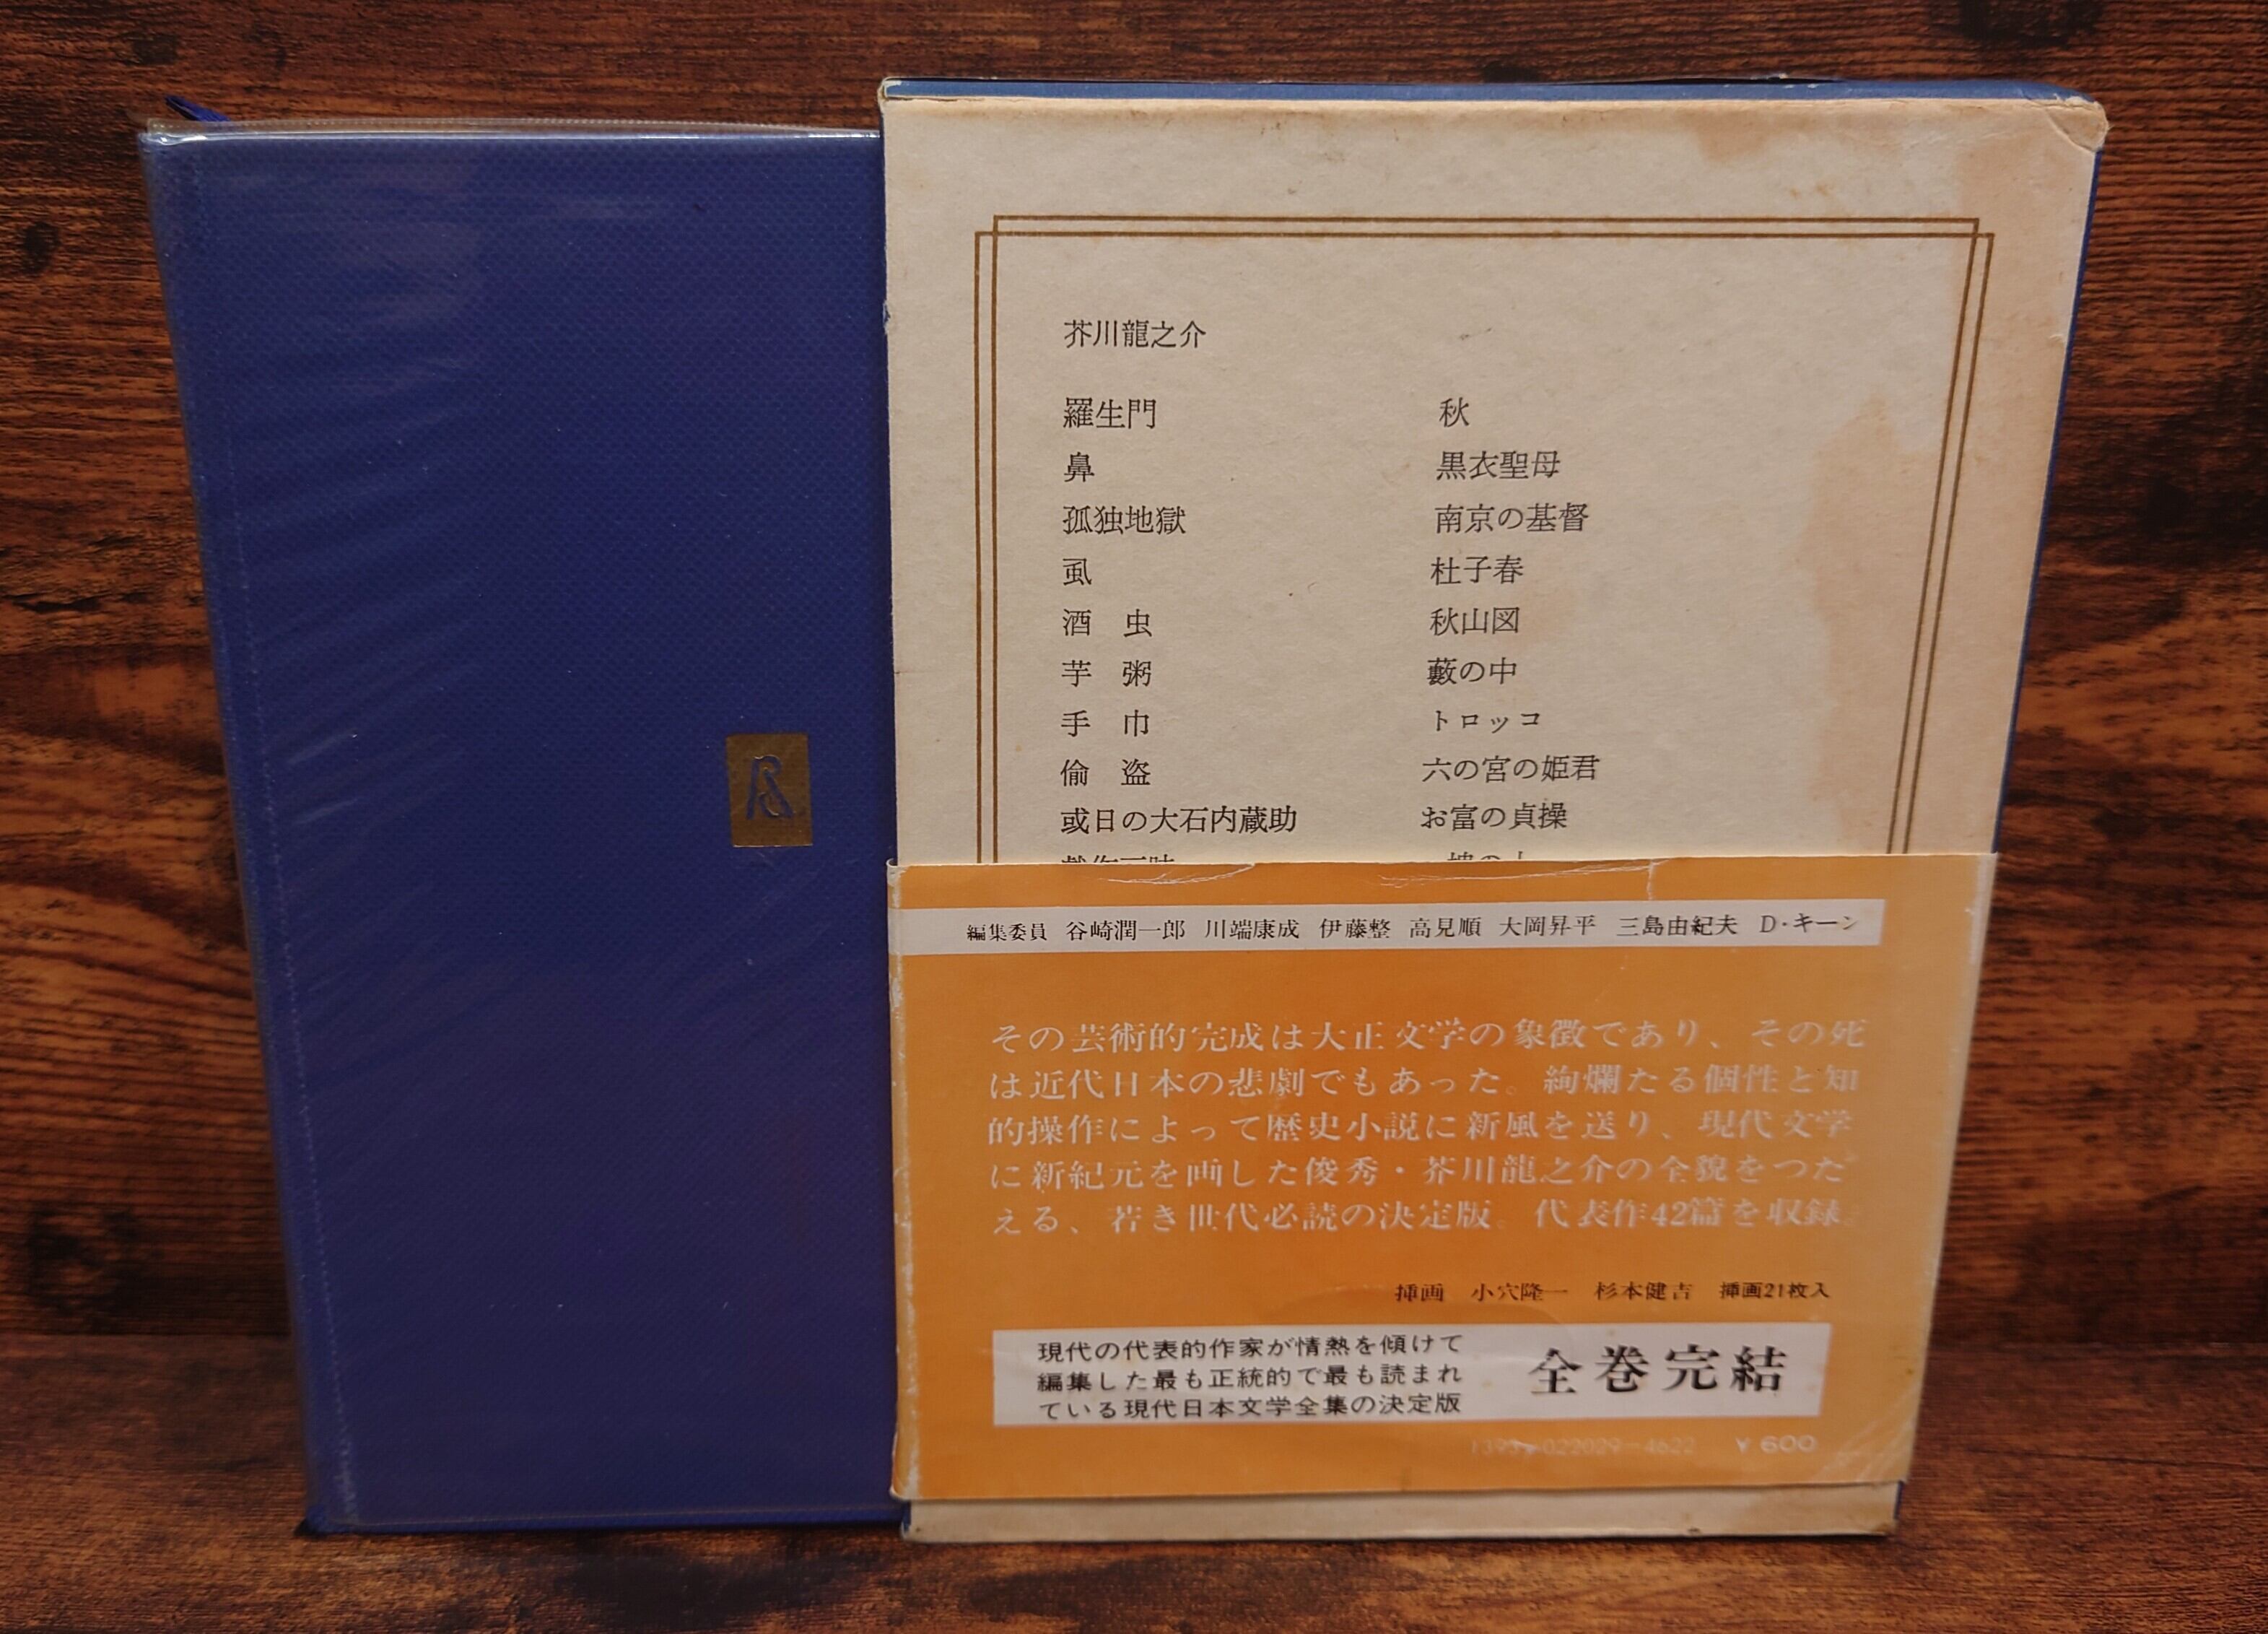 芥川龍之介
羅生門
鼻
孤独地獄
虱
酒 虫
芋 粥
手 巾
偸 盗
或日の大石内蔵助
秋
黒衣聖母
南京の基督
杜子春
秋山図
藪の中
トロッコ
六の宮の姫君
お富の貞操
編集委員 谷崎潤一郎 川端康成 伊藤整 高見順 大岡昇平 三島由紀夫 D・キーン
その芸術的完成は大正文学の象徴であり、その死
は近代日本の悲劇でもあった。絢爛たる個性と知
的操作によって歴史小説に新風を送り、現代文学
に新紀元を画した俊秀・芥川龍之介の全貌をつた
える、若き世代必読の決定版。代表作42篇を収録。
挿画 小穴隆一 杉本健吉 挿画21枚入
現代の代表的作家が情熱を傾けて
編集した最も正統的で最も読まれ
ている現代日本文学全集の決定版
全巻完結
022029-4622 ￥600